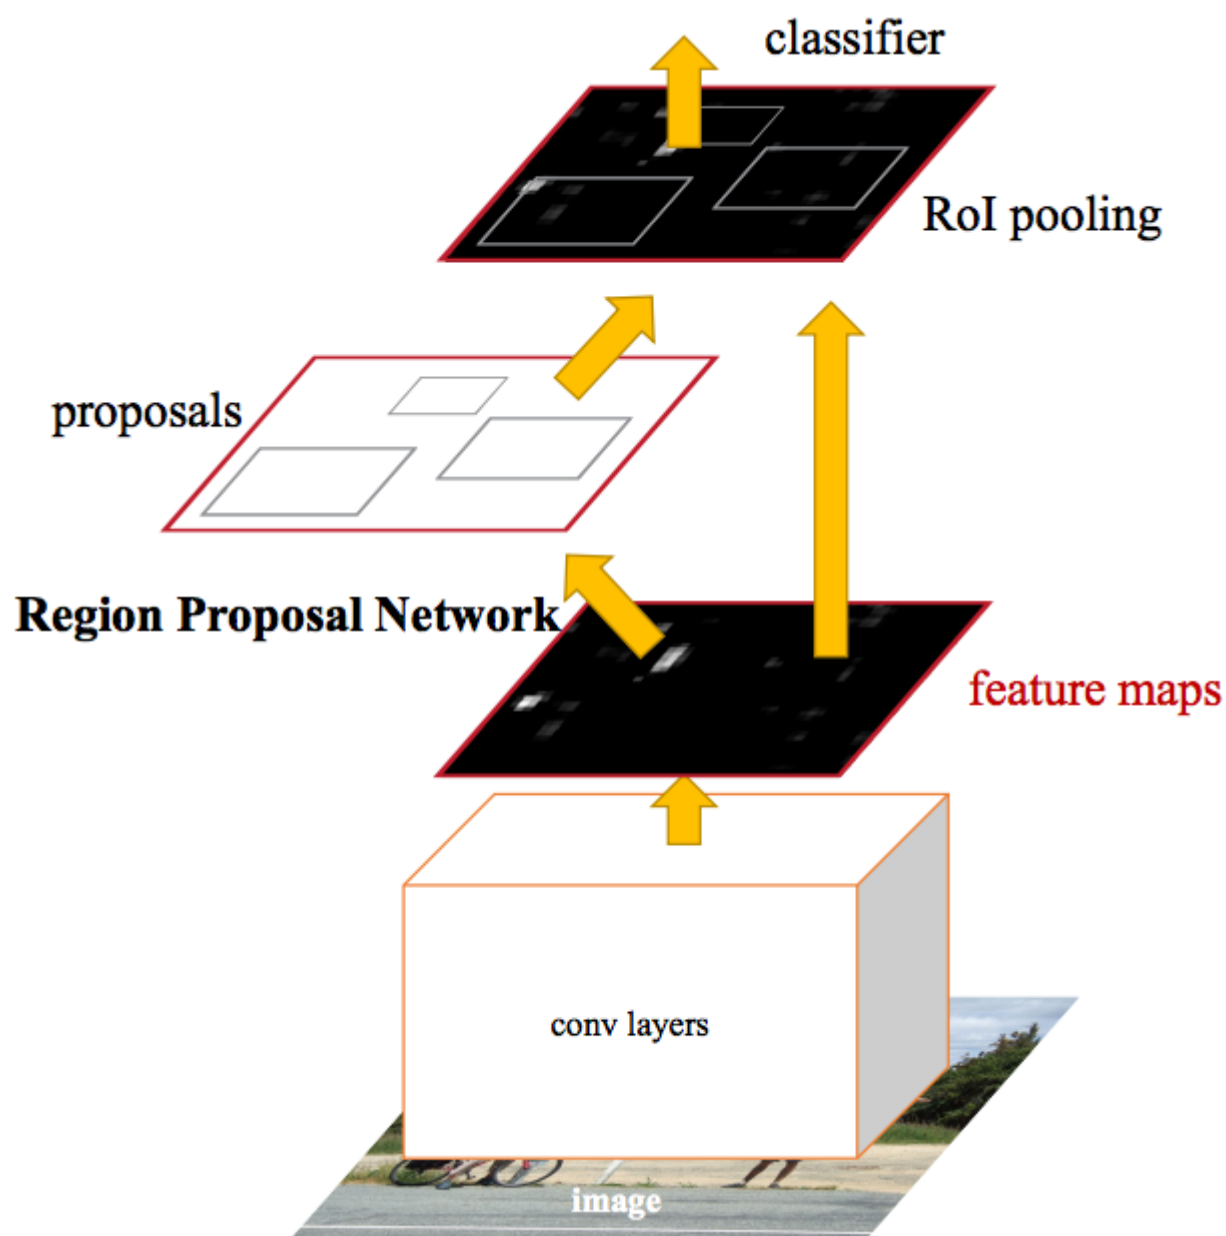 classifier
RoI pooling
proposals
Region Proposal Network
feature maps
conv layers
image